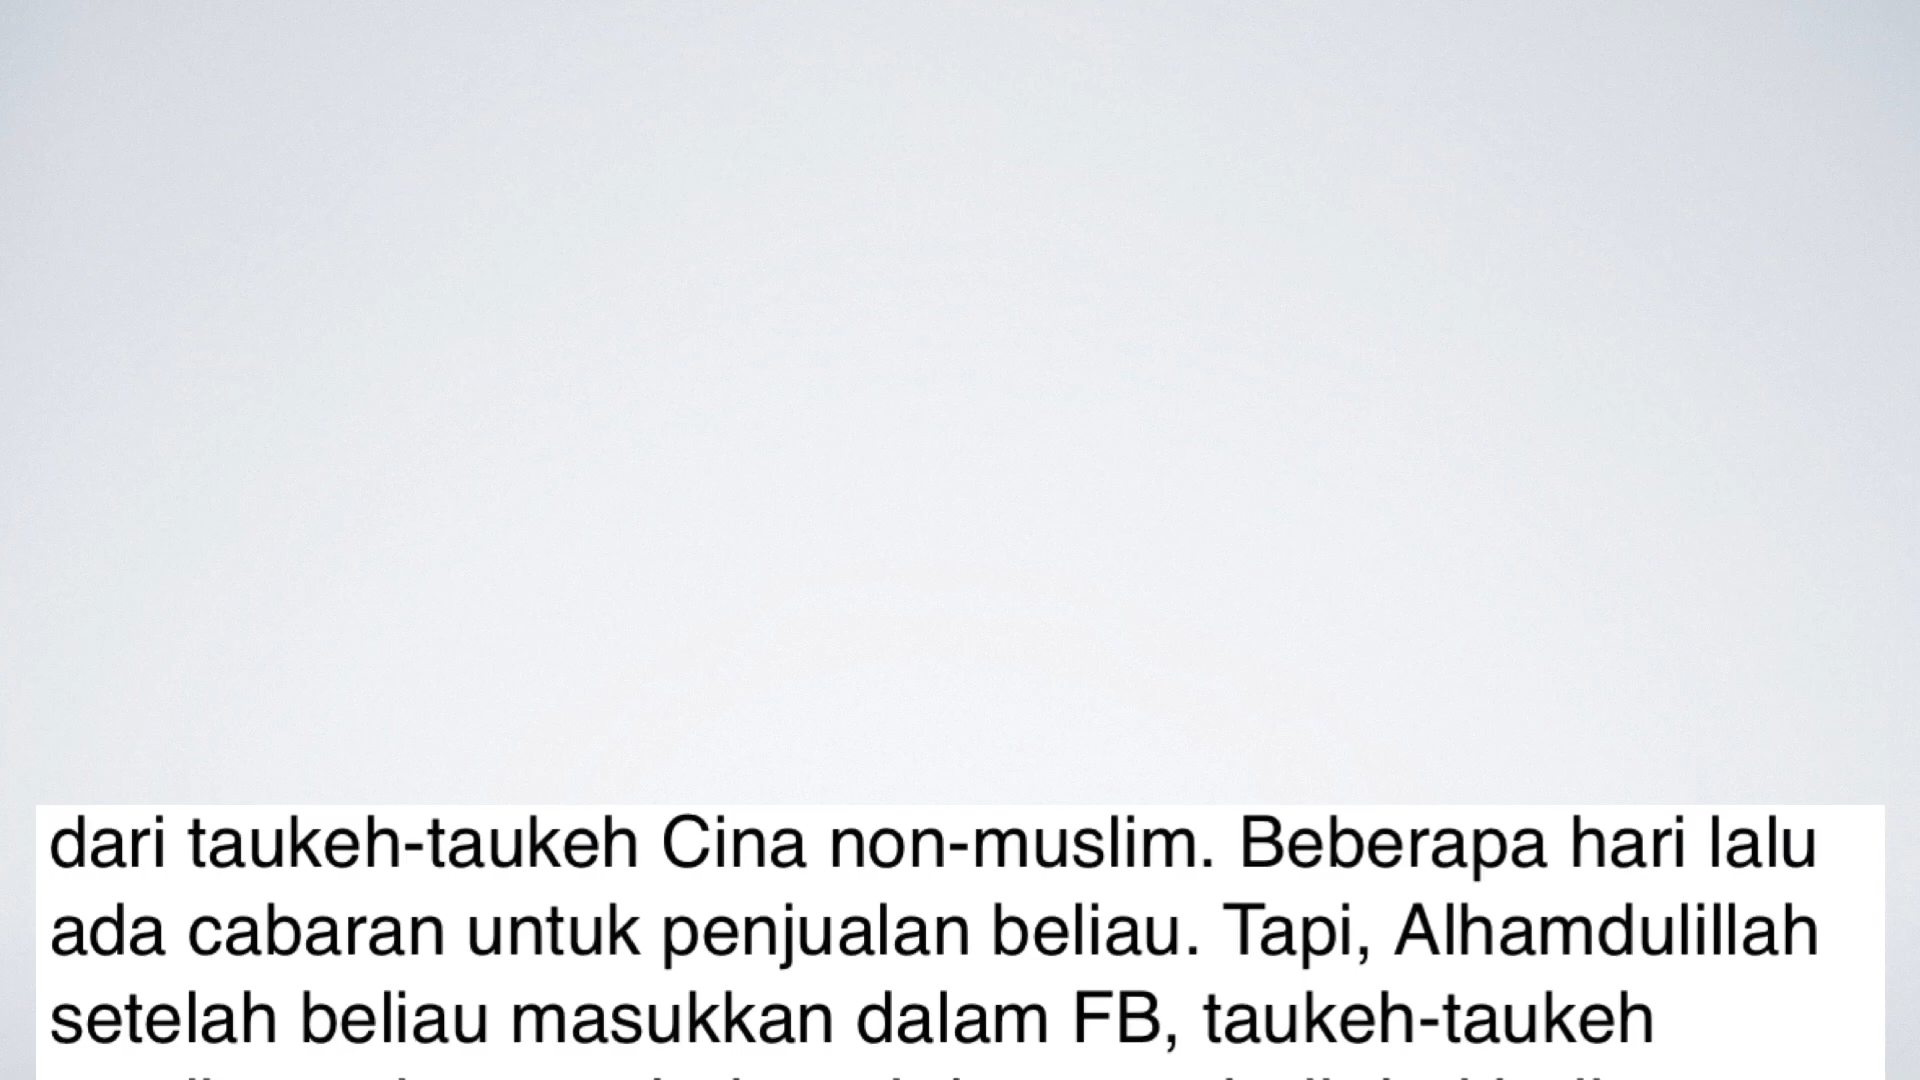 dari taukeh-taukeh Cina non-muslim. Beberapa hari lalu
ada cabaran untuk penjualan beliau. Tapi, Alhamdulillah
setelah beliau masukkan dalam FB, taukeh-taukeh